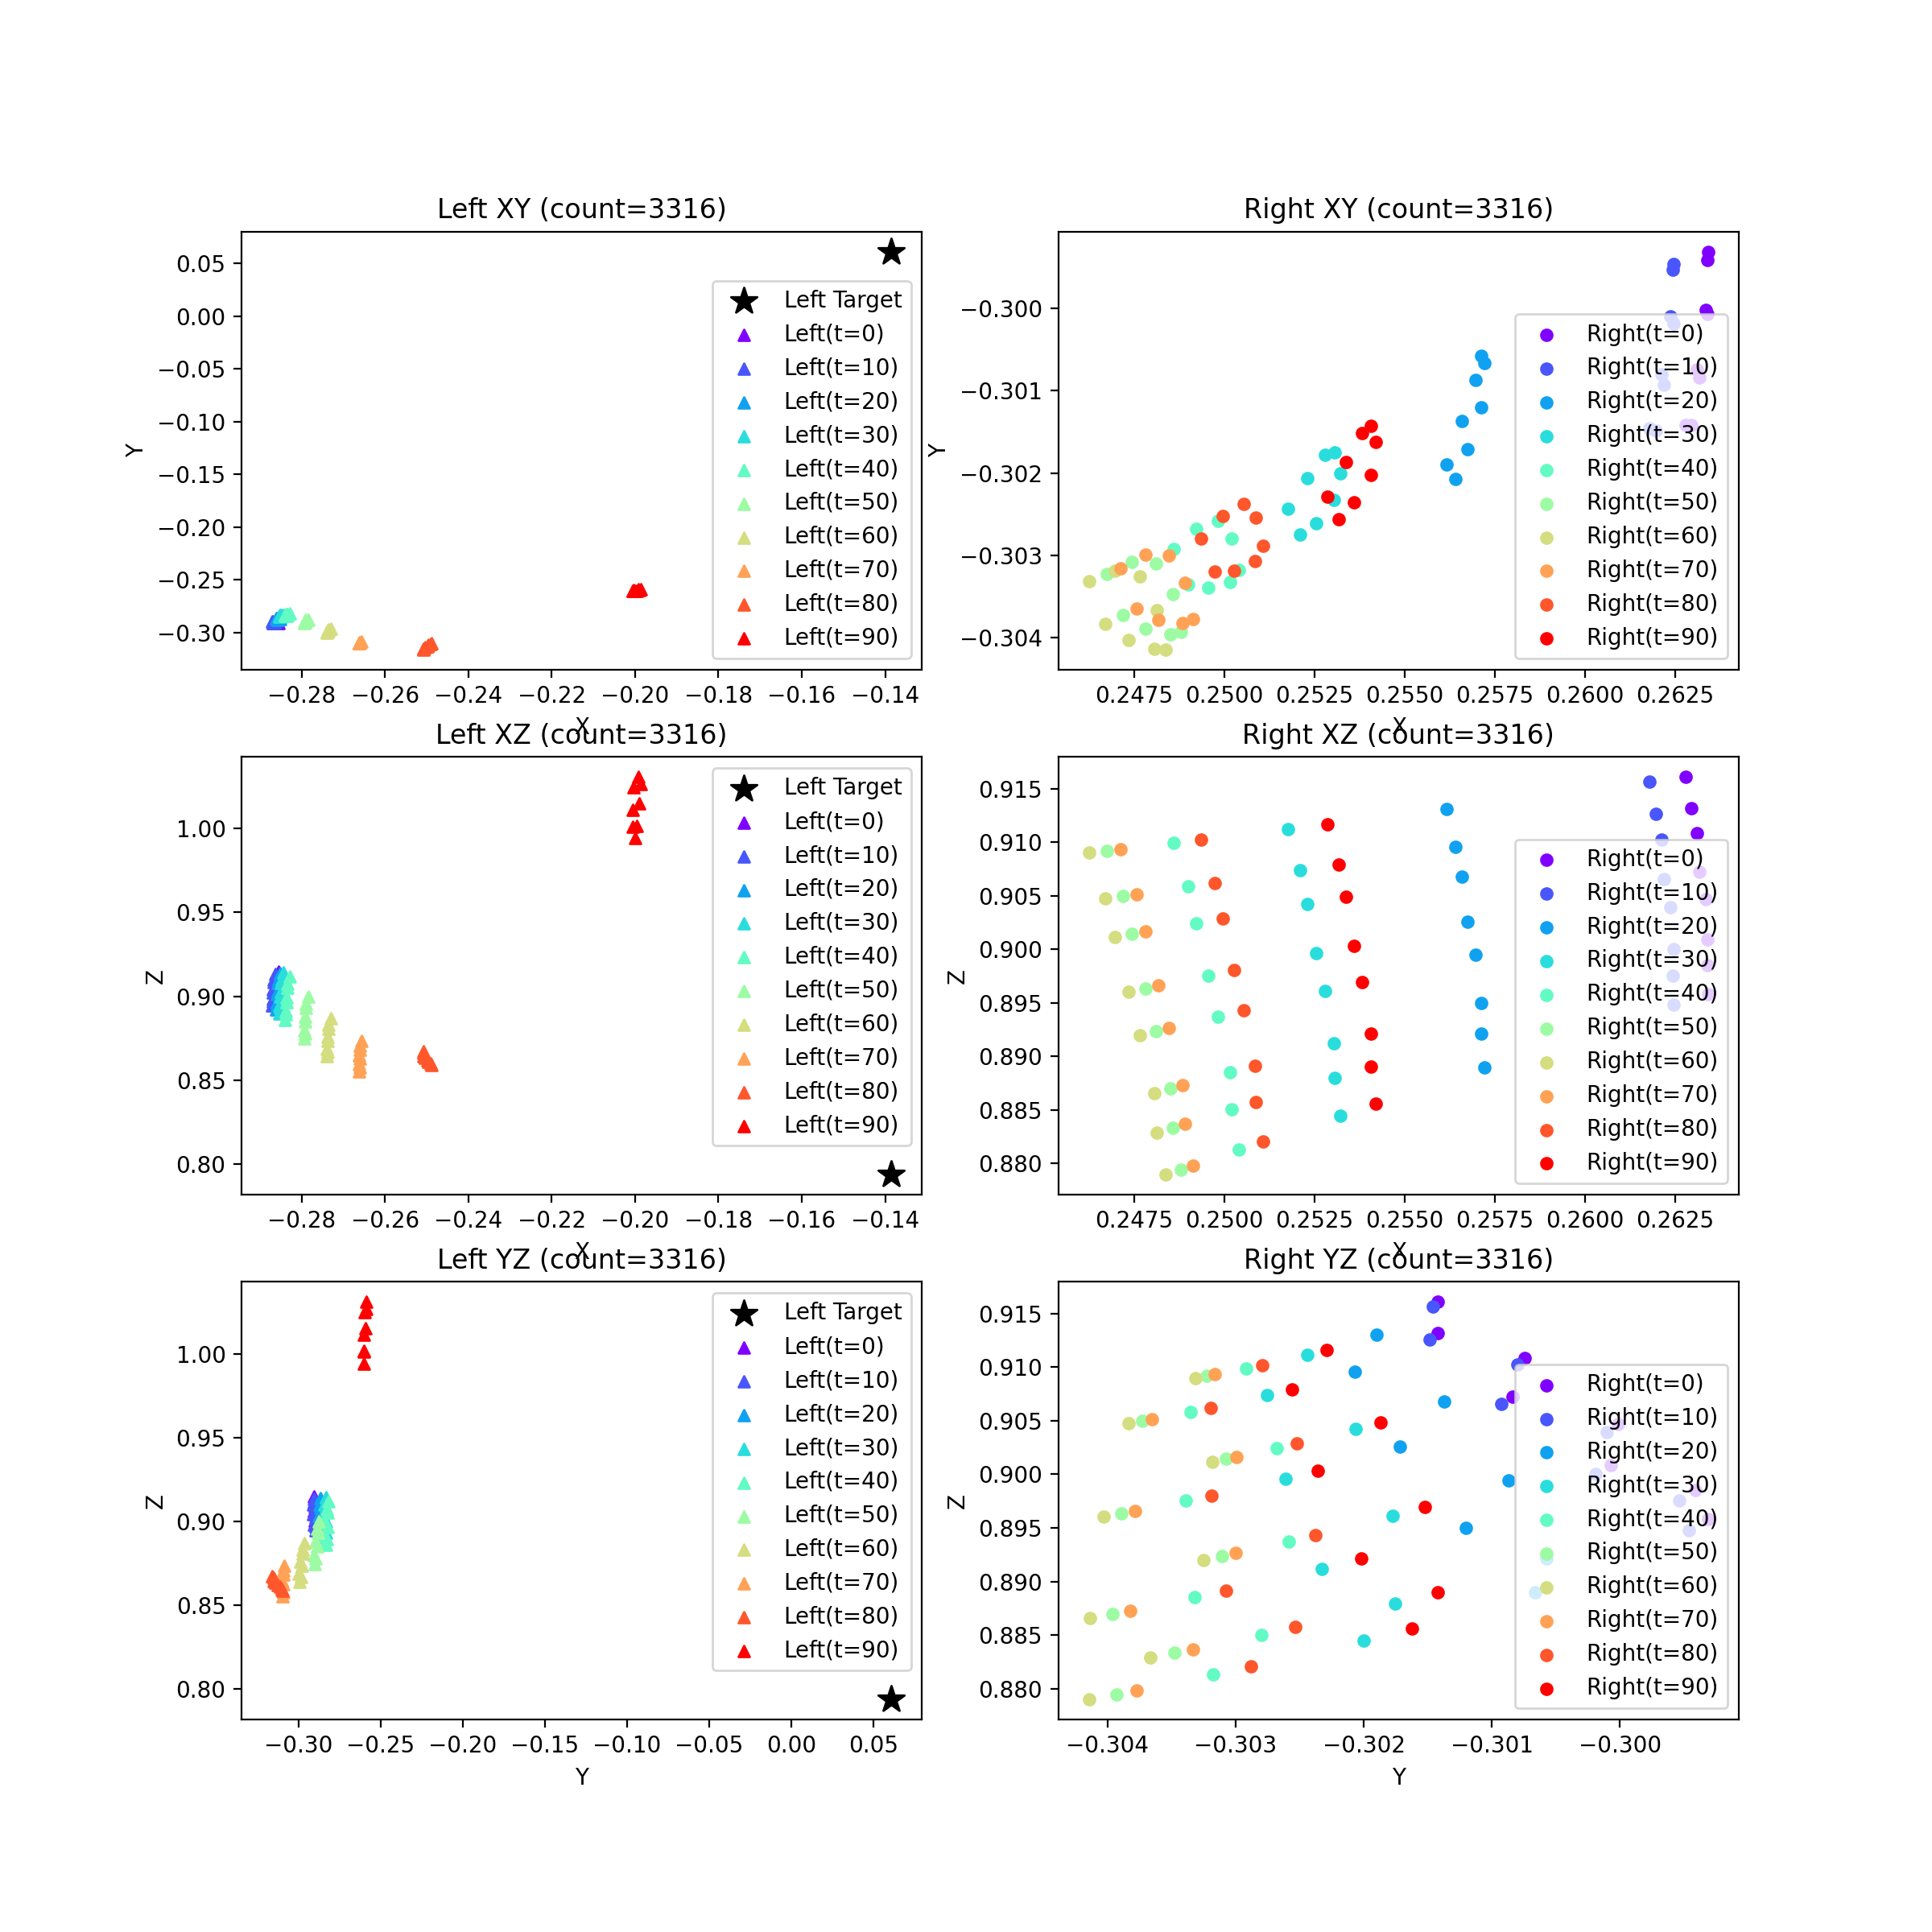 Left XY (count=3316)
0.05
0.00
−0.05
−0.10
−0.15
−0.20
−0.25
−0.30
Y
Left Target
Left(t=0)
Left(t=10)
Left(t=20)
Left(t=30)
Left(t=40)
Left(t=50)
Left(t=60)
Left(t=70)
Left(t=80)
Left(t=90)
−0.28 −0.26 −0.24 −0.22 −0.20 −0.18 −0.16 −0.14
X
Right XY (count=3316)
−0.300
−0.301
−0.302
−0.303
−0.304
Y
Right(t=0)
Right(t=10)
Right(t=20)
Right(t=30)
Right(t=40)
Right(t=50)
Right(t=60)
Right(t=70)
Right(t=80)
Right(t=90)
0.2475 0.2500 0.2525 0.2550 0.2575 0.2600 0.2625
X
Left XZ (count=3316)
1.00
0.95
0.90
0.85
0.80
Z
Left Target
Left(t=0)
Left(t=10)
Left(t=20)
Left(t=30)
Left(t=40)
Left(t=50)
Left(t=60)
Left(t=70)
Left(t=80)
Left(t=90)
−0.28 −0.26 −0.24 −0.22 −0.20 −0.18 −0.16 −0.14
X
Right XZ (count=3316)
0.915
0.910
0.905
0.900
0.895
0.890
0.885
0.880
Z
Right(t=0)
Right(t=10)
Right(t=20)
Right(t=30)
Right(t=40)
Right(t=50)
Right(t=60)
Right(t=70)
Right(t=80)
Right(t=90)
0.2475 0.2500 0.2525 0.2550 0.2575 0.2600 0.2625
X
Left YZ (count=3316)
1.00
0.95
0.90
0.85
0.80
Z
Left Target
Left(t=0)
Left(t=10)
Left(t=20)
Left(t=30)
Left(t=40)
Left(t=50)
Left(t=60)
Left(t=70)
Left(t=80)
Left(t=90)
−0.30 −0.25 −0.20 −0.15 −0.10 −0.05 0.00 0.05
Y
Right YZ (count=3316)
0.915
0.910
0.905
0.900
0.895
0.890
0.885
0.880
Z
Right(t=0)
Right(t=10)
Right(t=20)
Right(t=30)
Right(t=40)
Right(t=50)
Right(t=60)
Right(t=70)
Right(t=80)
Right(t=90)
−0.304 −0.303 −0.302 −0.301 −0.300
Y